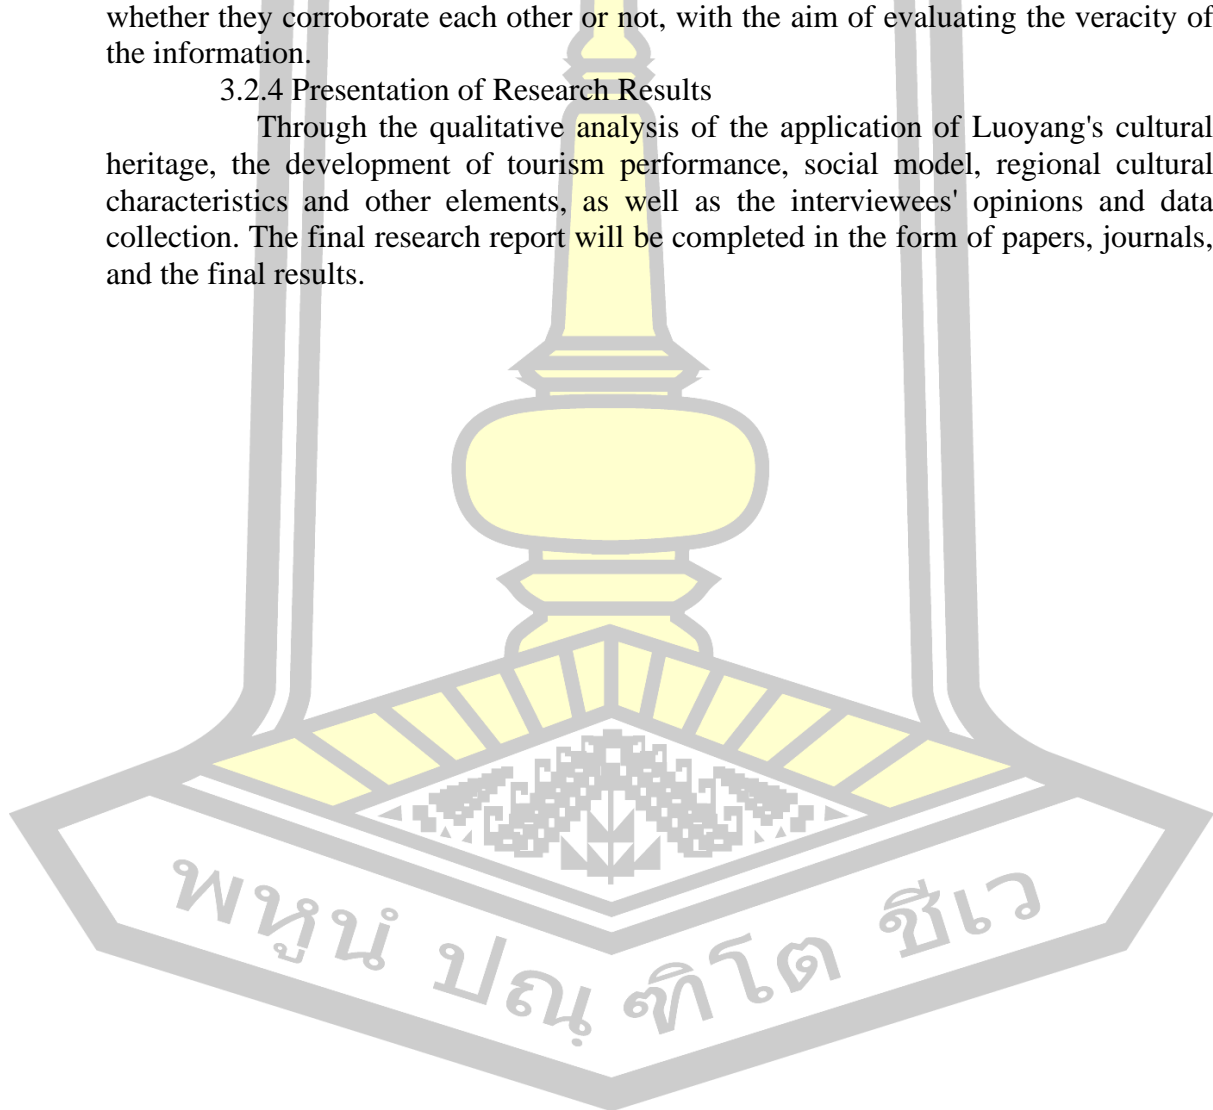 whether they corroborate each other or not, with the aim of evaluating the veracity of
the information.
3.2.4 Presentation of Research Results
Through the qualitative analysis of the application of Luoyang's cultural
heritage, the development of tourism performance, social model, regional cultural
characteristics and other elements, as well as the interviewees' opinions and data
collection. The final research report will be completed in the form of papers, journals,
and the final results.
พหูนํ ปณฺฑิโต ชีเว